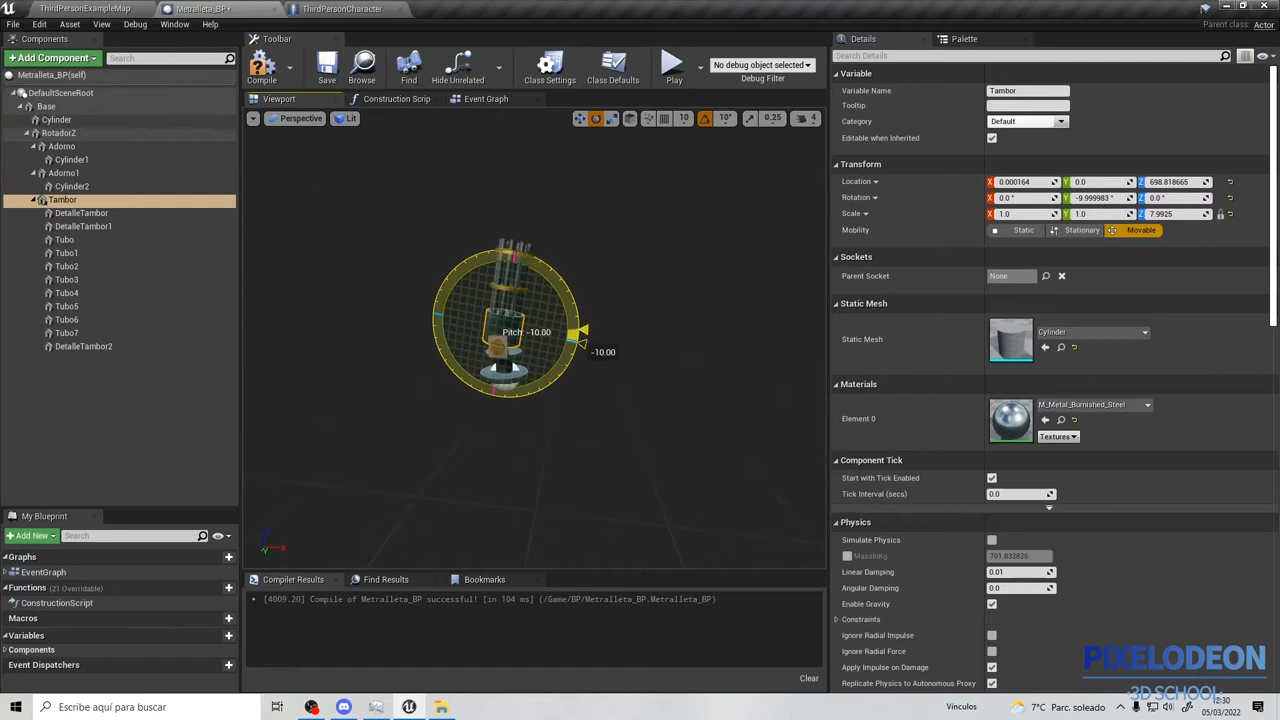 ThirdPersonExampleMap
Metralleta_BP*
ThirdPersonCharacter
File Edit Asset View Debug Window Help
Parent class: Actor
Components
+ Add Component
Search
Metralleta_BP(self)
DefaultSceneRoot
Base
Cylinder
RotadorZ
Adorno
Cylinder1
Adorno1
Cylinder2
Tambor
DetalleTambor
DetalleTambor1
Tubo
Tubo1
Tubo2
Tubo3
Tubo4
Tubo5
Tubo6
Tubo7
DetalleTambor2
My Blueprint
+ Add New
Search
Graphs
EventGraph
Functions (21 Overridable)
ConstructionScript
Macros
Variables
Components
Event Dispatchers
Toolbar
Compile
Save
Browse
Find
Hide Unrelated
Class Settings
Class Defaults
Play
No debug object selected
Debug Filter
Viewport
Construction Scrip
Event Graph
Perspective
Lit
10
10°
0.25
4
Pitch: -10.00
-10.00
Compiler Results
Find Results
Bookmarks
[4009.20] Compile of Metralleta_BP successful! [in 104 ms] (/Game/BP/Metralleta_BP.Metralleta_BP)
Clear
Details
Palette
Search Details
Variable
Variable Name Tambor
Tooltip
Category Default
Editable when Inherited
Transform
Location X 0.000164 Y 0.0 Z 698.818665
Rotation X 0.0 ° Y -9.999983 ° Z 0.0 °
Scale X 1.0 Y 1.0 Z 7.9925
Mobility Static Stationary Movable
Sockets
Parent Socket None
Static Mesh
Static Mesh Cylinder
Materials
Element 0 M_Metal_Burnished_Steel
Textures
Component Tick
Start with Tick Enabled
Tick Interval (secs) 0.0
Physics
Simulate Physics
MassInKg 701.832826
Linear Damping 0.01
Angular Damping 0.0
Enable Gravity
Constraints
Ignore Radial Impulse
Ignore Radial Force
Apply Impulse on Damage
Replicate Physics to Autonomous Proxy
PIXELODEON
3D SCHOOL
Escribe aquí para buscar
Vínculos
7°C Parc. soleado
12:30
05/03/2022